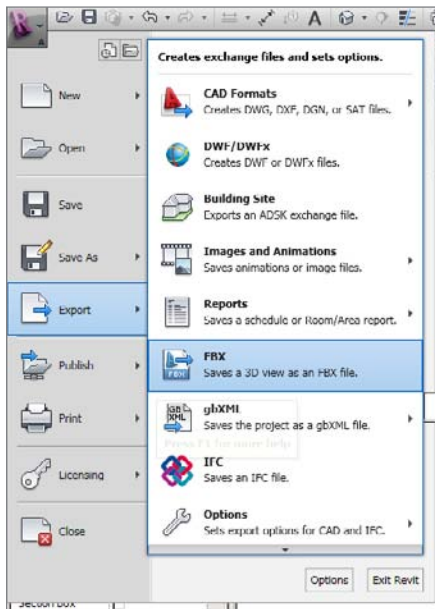 A
Creates exchange files and sets options.
New
Open
Save
Save As
Export
Publish
Print
Licensing
Close
CAD Formats
Creates DWG, DXF, DGN, or SAT files.
DWF/DWFx
Creates DWF or DWFx files.
Building Site
Exports an ADSK exchange file.
Images and Animations
Saves animations or image files.
Reports
Saves a schedule or Room/Area report.
FBX
FBX
Saves a 3D view as an FBX file.
GB
XML
gbXML
Saves the project as a gbXML file.
Press F1 for more help
IFC
Saves an IFC file.
Options
Sets export options for CAD and IFC.
Options
Exit Revit
Section Box